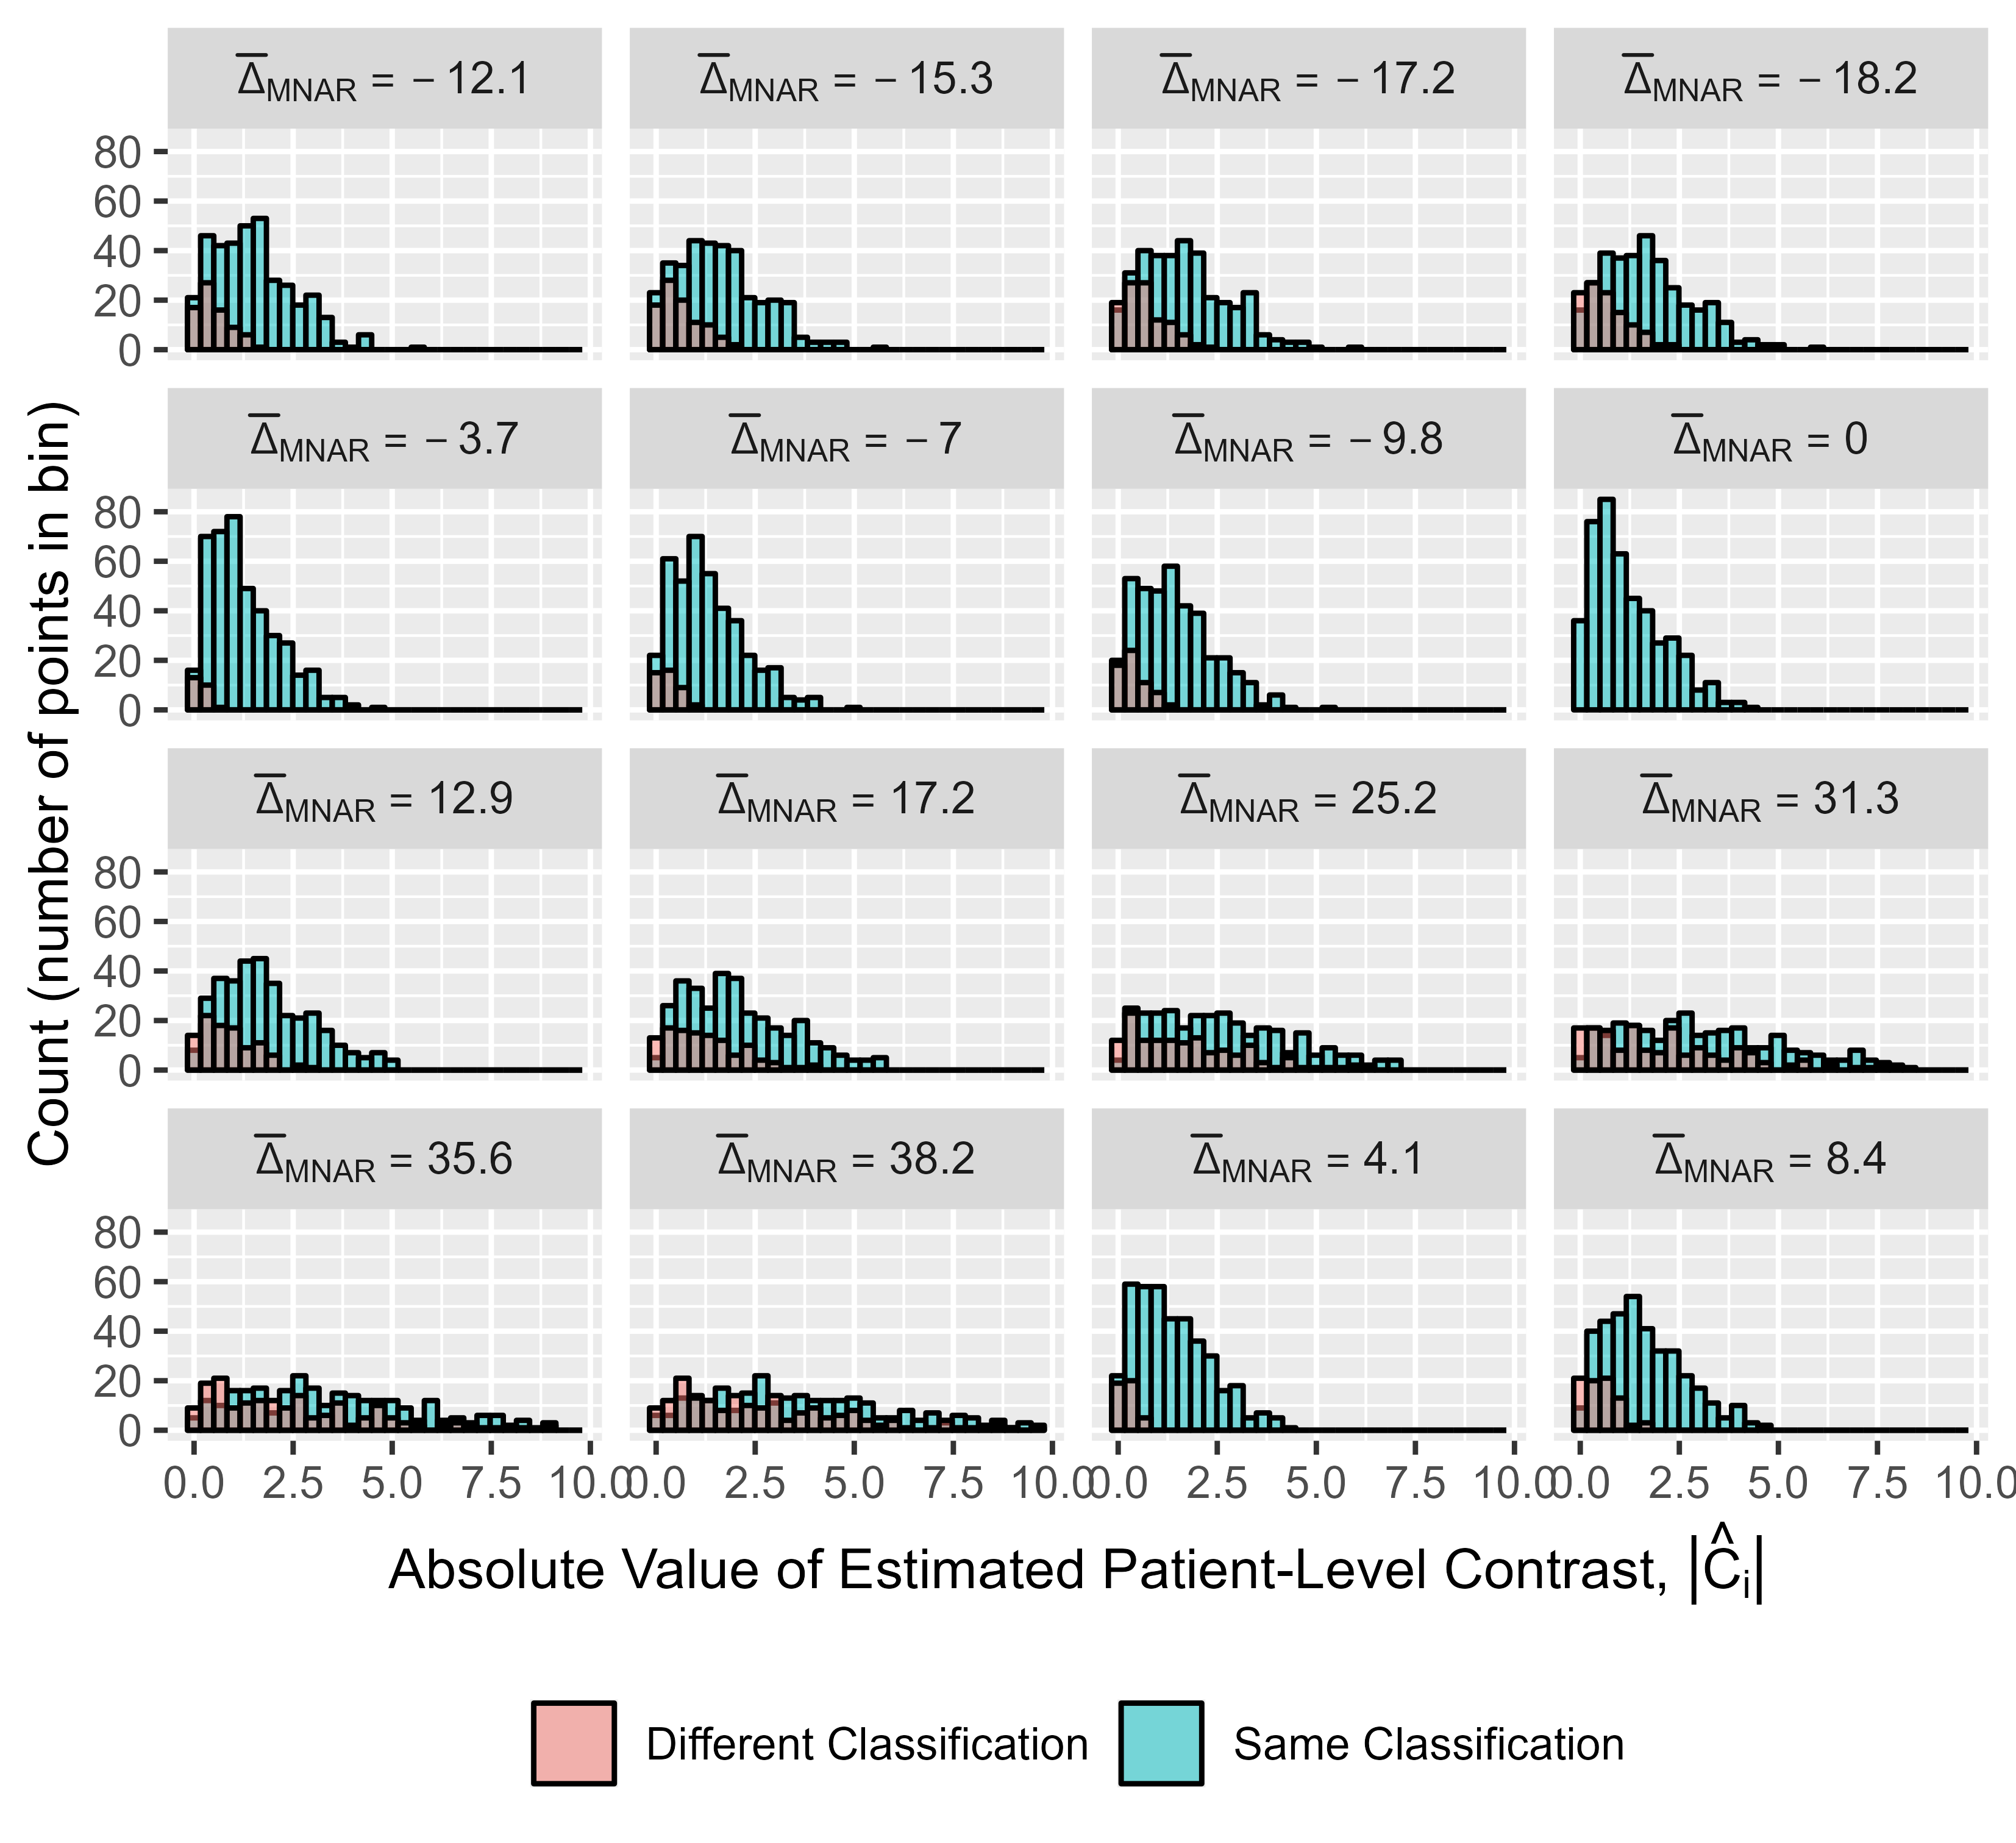 Δ̅MNAR = − 12.1 Δ̅MNAR = − 15.3 Δ̅MNAR = − 17.2 Δ̅MNAR = − 18.2
80
60
40
20
0
Δ̅MNAR = − 3.7 Δ̅MNAR = − 7 Δ̅MNAR = − 9.8 Δ̅MNAR = 0
80
60
40
20
0
Δ̅MNAR = 12.9 Δ̅MNAR = 17.2 Δ̅MNAR = 25.2 Δ̅MNAR = 31.3
80
60
40
20
0
Δ̅MNAR = 35.6 Δ̅MNAR = 38.2 Δ̅MNAR = 4.1 Δ̅MNAR = 8.4
80
60
40
20
0
0.0 2.5 5.0 7.5 10.0 0.0 2.5 5.0 7.5 10.0 0.0 2.5 5.0 7.5 10.0 0.0 2.5 5.0 7.5 10.0
Count (number of points in bin)
Absolute Value of Estimated Patient-Level Contrast, |Ĉi|
Different Classification Same Classification